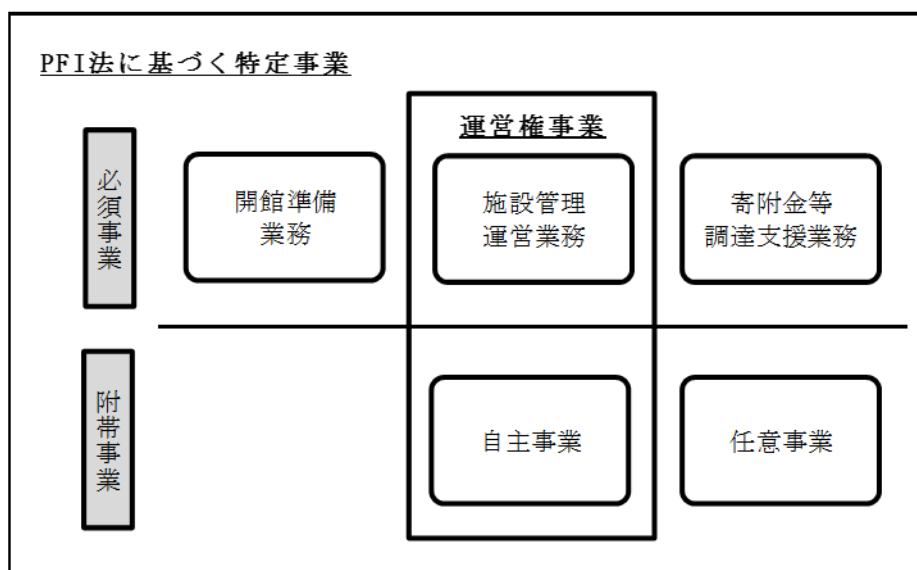 PFI法に基づく特定事業
運営権事業
必須事業
開館準備
業務
施設管理
運営業務
寄附金等
調達支援業務
附帯事業
自主事業
任意事業